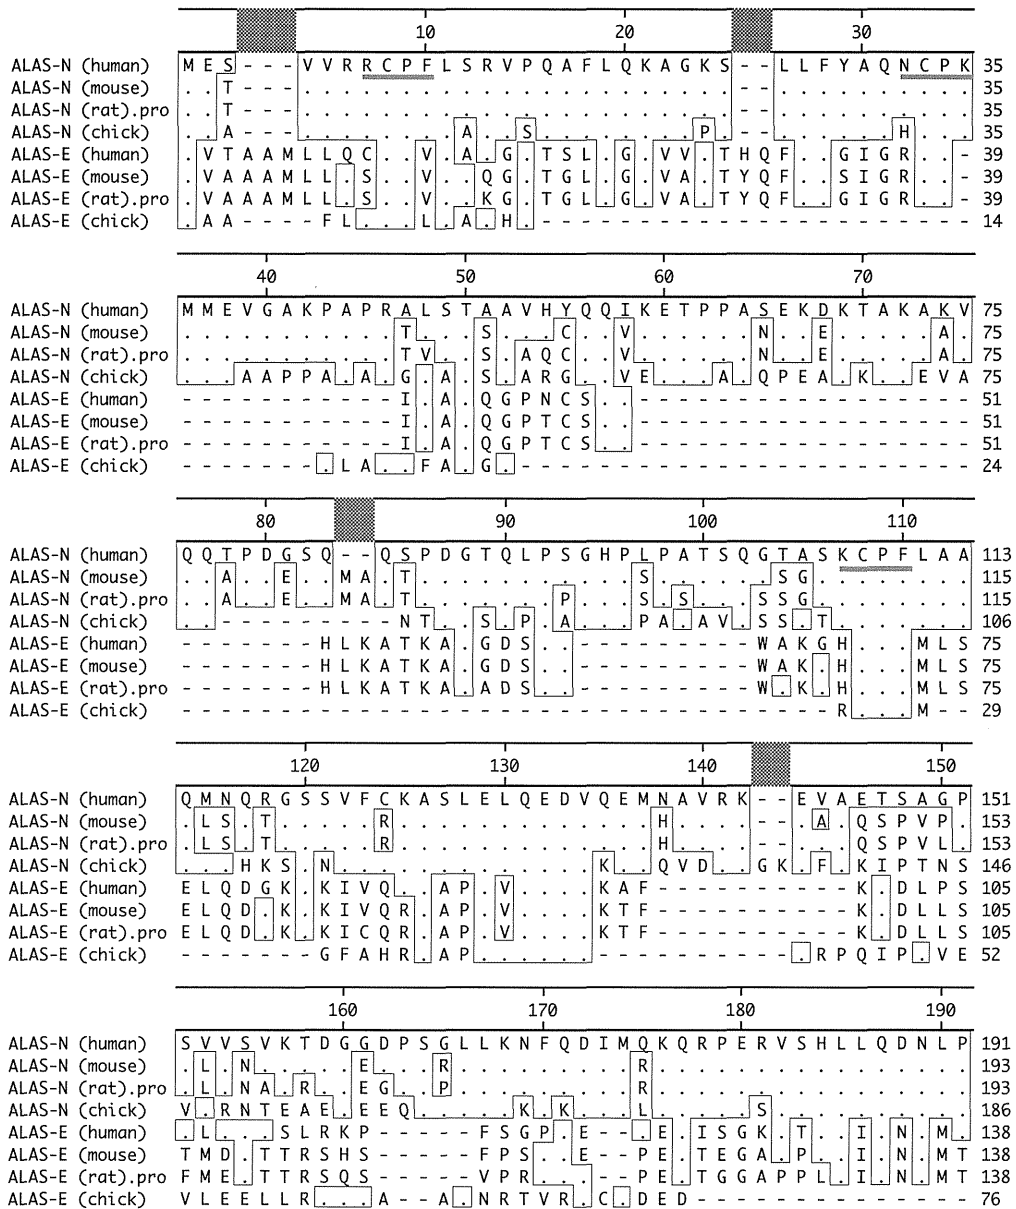 10 20 30
ALAS-N (human) M E S - - - V V R R C P F L S R V P Q A F L Q K A G K S - - L L F Y A Q N C P K 35
ALAS-N (mouse) . . T - - - . . . . . . . . . . . . . . . . . . . . . . - - . . . . . . . . . . 35
ALAS-N (rat).pro . . T - - - . . . . . . . . . . . . . . . . . . . . . . - - . . . . . . . . . . 35
ALAS-N (chick) . . A - - - . . . . . . . . A . . S . . . . . . . . P . - - . . . . . . H . . . 35
ALAS-E (human) . V T A A M L L Q C . . V . A . G . T S L . G . V V . T H Q F . . G I G R . . - 39
ALAS-E (mouse) . V A A A M L L . S . . V . . Q G . T G L . G . V A . T Y Q F . . S I G R . . - 39
ALAS-E (rat).pro . V A A A M L L . S . . V . . K G . T G L . G . V A . T Y Q F . . G I G R . . - 39
ALAS-E (chick) . A A - - - - F L . . . L . A . H . - - - - - - - - - - - - - - - - - - - - - - 14
40 50 60 70
ALAS-N (human) M M E V G A K P A P R A L S T A A V H Y Q Q I K E T P P A S E K D K T A K A K V 75
ALAS-N (mouse) . . . . . . . . . . . T . . . S . . . C . . V . . . . . . N . . E . . . . . A . 75
ALAS-N (rat).pro . . . . . . . . . . . T V . . S . A Q C . . V . . . . . . N . . E . . . . . A . 75
ALAS-N (chick) . . . A A P P A . A . G . A . S . A R G . . V E . . . A . Q P E A . K . . E V A 75
ALAS-E (human) - - - - - - - - - - - I . A . Q G P N C S . . - - - - - - - - - - - - - - - - - 51
ALAS-E (mouse) - - - - - - - - - - - I . A . Q G P T C S . . - - - - - - - - - - - - - - - - - 51
ALAS-E (rat).pro - - - - - - - - - - - I . A . Q G P T C S . . - - - - - - - - - - - - - - - - - 51
ALAS-E (chick) - - - - - - - . L A . . F A . G . - - - - - - - - - - - - - - - - - - - - - - - 24
80 90 100 110
ALAS-N (human) Q Q T P D G S Q - - Q S P D G T Q L P S G H P L P A T S Q G T A S K C P F L A A 113
ALAS-N (mouse) . . A . . E . . M A . T . . . . . . . . . . . S . . . . . . S G . . . . . . . . 115
ALAS-N (rat).pro . . A . . E . . M A . T . . . . . . . P . . . S . S . . . S S G . . . . . . . . 115
ALAS-N (chick) . . - - - - - - - - - N T . . S . P . A . . . P A . A V . S S . T . . . . . . . 106
ALAS-E (human) - - - - - - - H L K A T K A . G D S . . - - - - - - - - - W A K G H . . . M L S 75
ALAS-E (mouse) - - - - - - - H L K A T K A . G D S . . - - - - - - - - - W A K . H . . . M L S 75
ALAS-E (rat).pro - - - - - - - H L K A T K A . A D S . . - - - - - - - - - W . K . H . . . M L S 75
ALAS-E (chick) - - - - - - - - - - - - - - - - - - - - - - - - - - - - - - - - - R . . . M - - 29
120 130 140 151
ALAS-N (human) Q M N Q R G S S V F C K A S L E L Q E D V Q E M N A V R K - - E V A E T S A G P 151
ALAS-N (mouse) . L S . T . . . . . R . . . . . . . . . . . . . H . . . . - - . A . Q S P V P . 153
ALAS-N (rat).pro . L S . T . . . . . R . . . . . . . . . . . . . H . . . . - - . . . Q S P V L . 153
ALAS-N (chick) . . . H K S . N . . . . . . . . . . . . . K . . Q V D . . G K . F . K I P T N S 146
ALAS-E (human) E L Q D G K . K I V Q . . A P . V . . . . K A F - - - - - - - - - - K . D L P S 105
ALAS-E (mouse) E L Q D . K . K I V Q R . A P . V . . . . K T F - - - - - - - - - - K . D L L S 105
ALAS-E (rat).pro E L Q D . K . K I C Q R . A P . V . . . . K T F - - - - - - - - - - K . D L L S 105
ALAS-E (chick) - - - - - - - G F A H R . A P . . . . . . - - - - - - - - - - . R P Q I P . V E 52
160 170 180 190
ALAS-N (human) S V V S V K T D G G D P S G L L K N F Q D I M Q K Q R P E R V S H L L Q D N L P 191
ALAS-N (mouse) . L . N . . . . . E . . . R . . . . . . . . . R . . . . . . . . . . . . . . . . 193
ALAS-N (rat).pro . L . N A . R . . E G . . P . . . . . . . . . R . . . . . . . . . . . . . . . . 193
ALAS-N (chick) V . R N T E A E . E E Q . . . . . K . K . . . L . . . . . S . . . . . . . . . . 186
ALAS-E (human) . L . . . S L R K P - - - - - F S G P . E - - . E . I S G K . T . . I . N . M . 138
ALAS-E (mouse) T M D . T T R S H S - - - - - F P S . . E - - P E . T E G A . P . . I . N . M T 138
ALAS-E (rat).pro F M E . T T R S Q S - - - - - V P R . . . - - P E . T G G A P P L . I . N . M T 138
ALAS-E (chick) V L E E L L R . . . A - - A . N R T V R . C . D E D - - - - - - - - - - - - - - 76